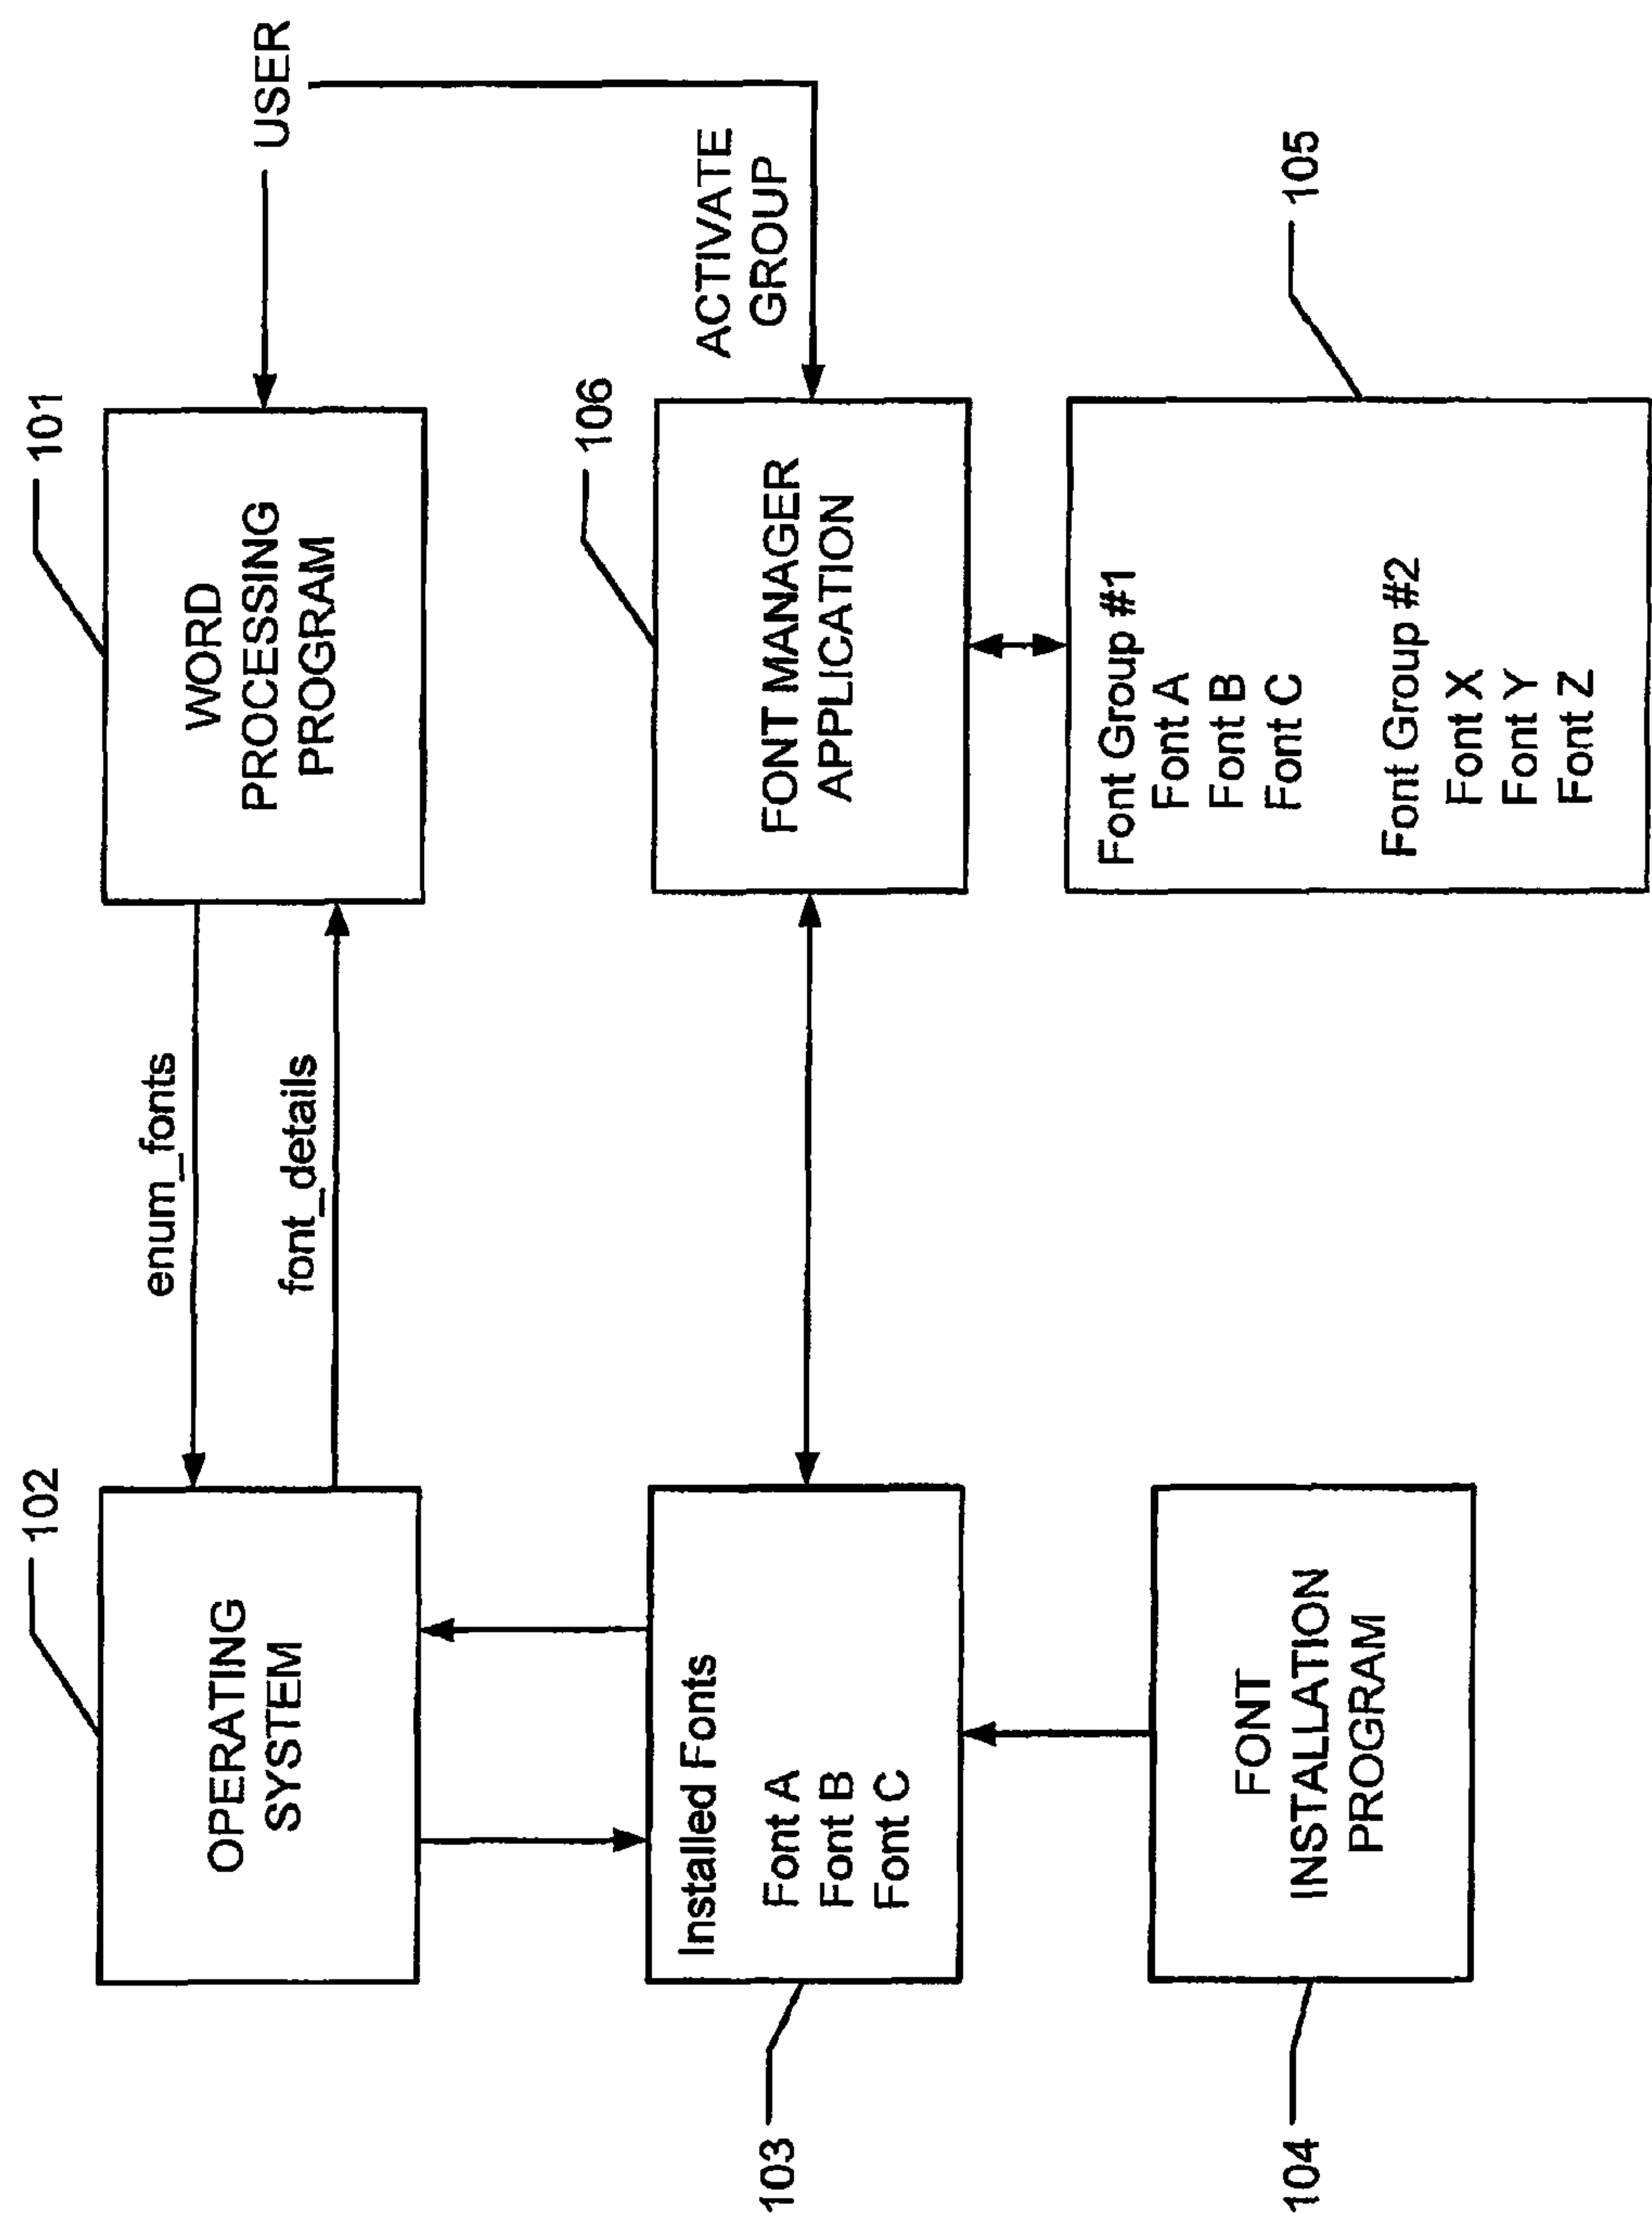 102
101
OPERATING
SYSTEM
enum_fonts
font_details
WORD
PROCESSING
PROGRAM
USER
103
Installed Fonts
Font A
Font B
Font C
106
FONT MANAGER
APPLICATION
ACTIVATE
GROUP
104
FONT
INSTALLATION
PROGRAM
Font Group #1
Font A
Font B
Font C
Font Group #2
Font X
Font Y
Font Z
105